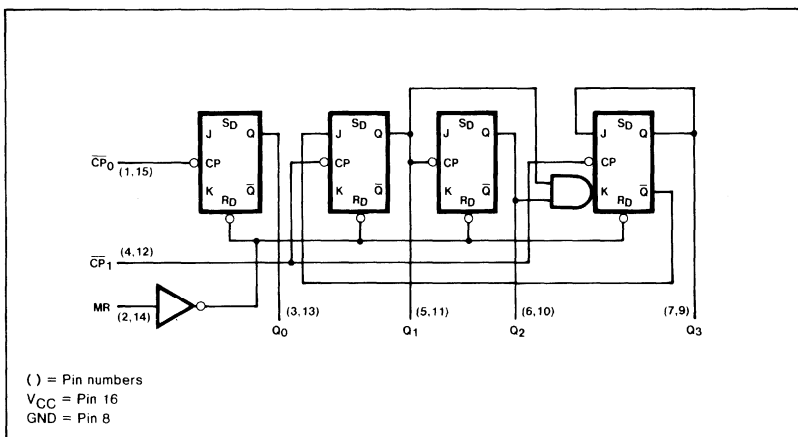 J SD Q
CP
K RD Q̅
J SD Q
CP
K RD Q̅
J SD Q
CP
K RD Q̅
J SD Q
CP
K RD Q̅
C̅P̅0 (1,15)
C̅P̅1 (4,12)
MR (2,14)
(3,13)
(5,11)
(6,10)
(7,9)
Q0
Q1
Q2
Q3
( ) = Pin numbers
VCC = Pin 16
GND = Pin 8